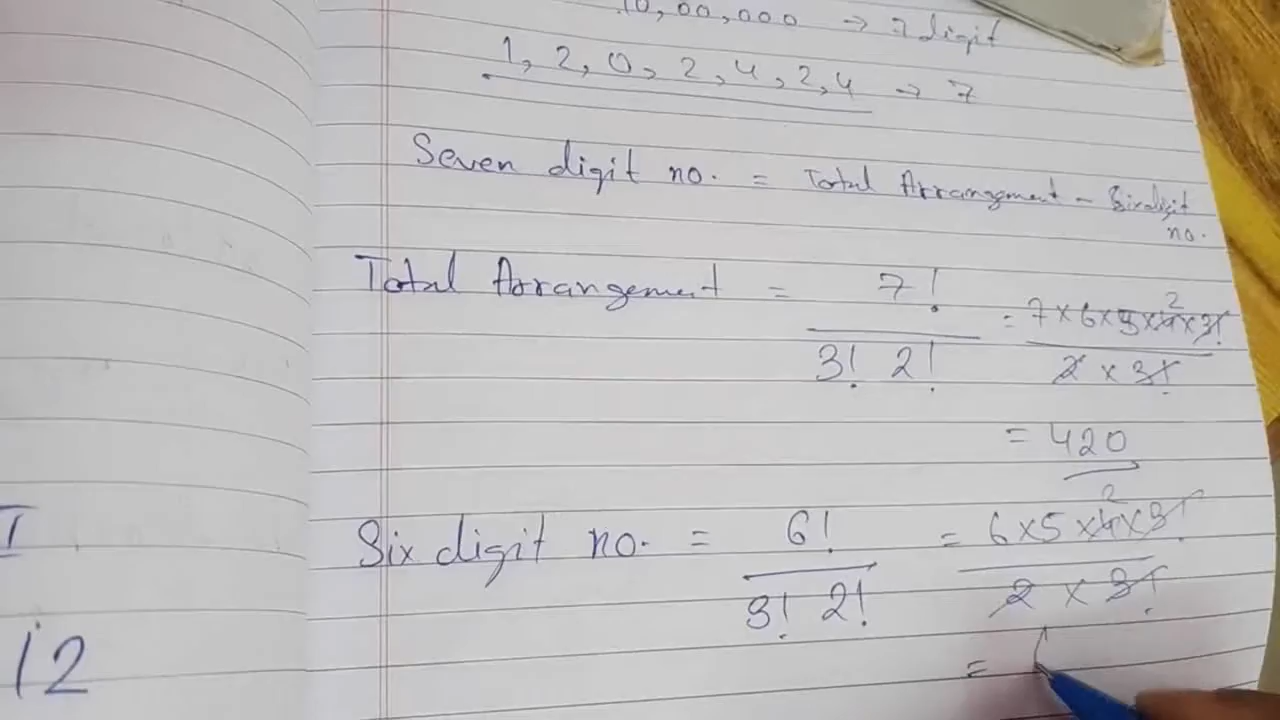 10,00,000 → 7 digit
1, 2, 0, 2, 4, 2, 4 → 7
Seven digit no. = Total Arrangement - Six digit
no.
Total Arrangement = 7! / 3! 2! = 7 × 6 × 5 × 4 × 3! / 2 × 3!
2
= 420
Six digit no. = 6! / 3! 2! = 6 × 5 × 4 × 3! / 2 × 3!
2
=
I
12